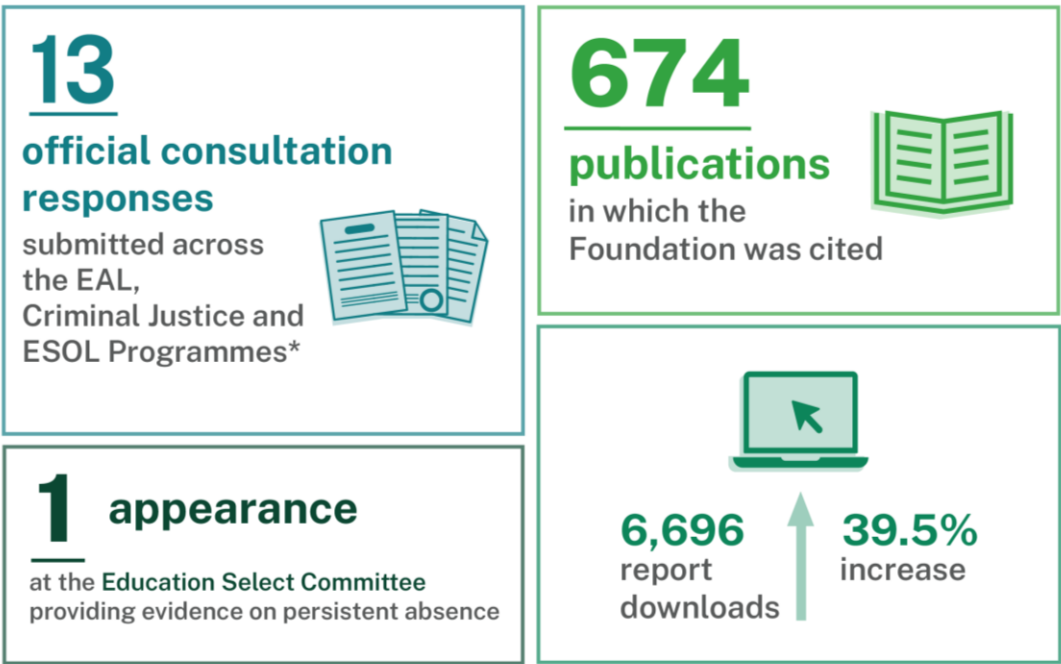 13
official consultation
responses
submitted across
the EAL,
Criminal Justice and
ESOL Programmes*
674
publications
in which the
Foundation was cited
1 appearance
at the Education Select Committee
providing evidence on persistent absence
6,696
report
downloads
39.5%
increase